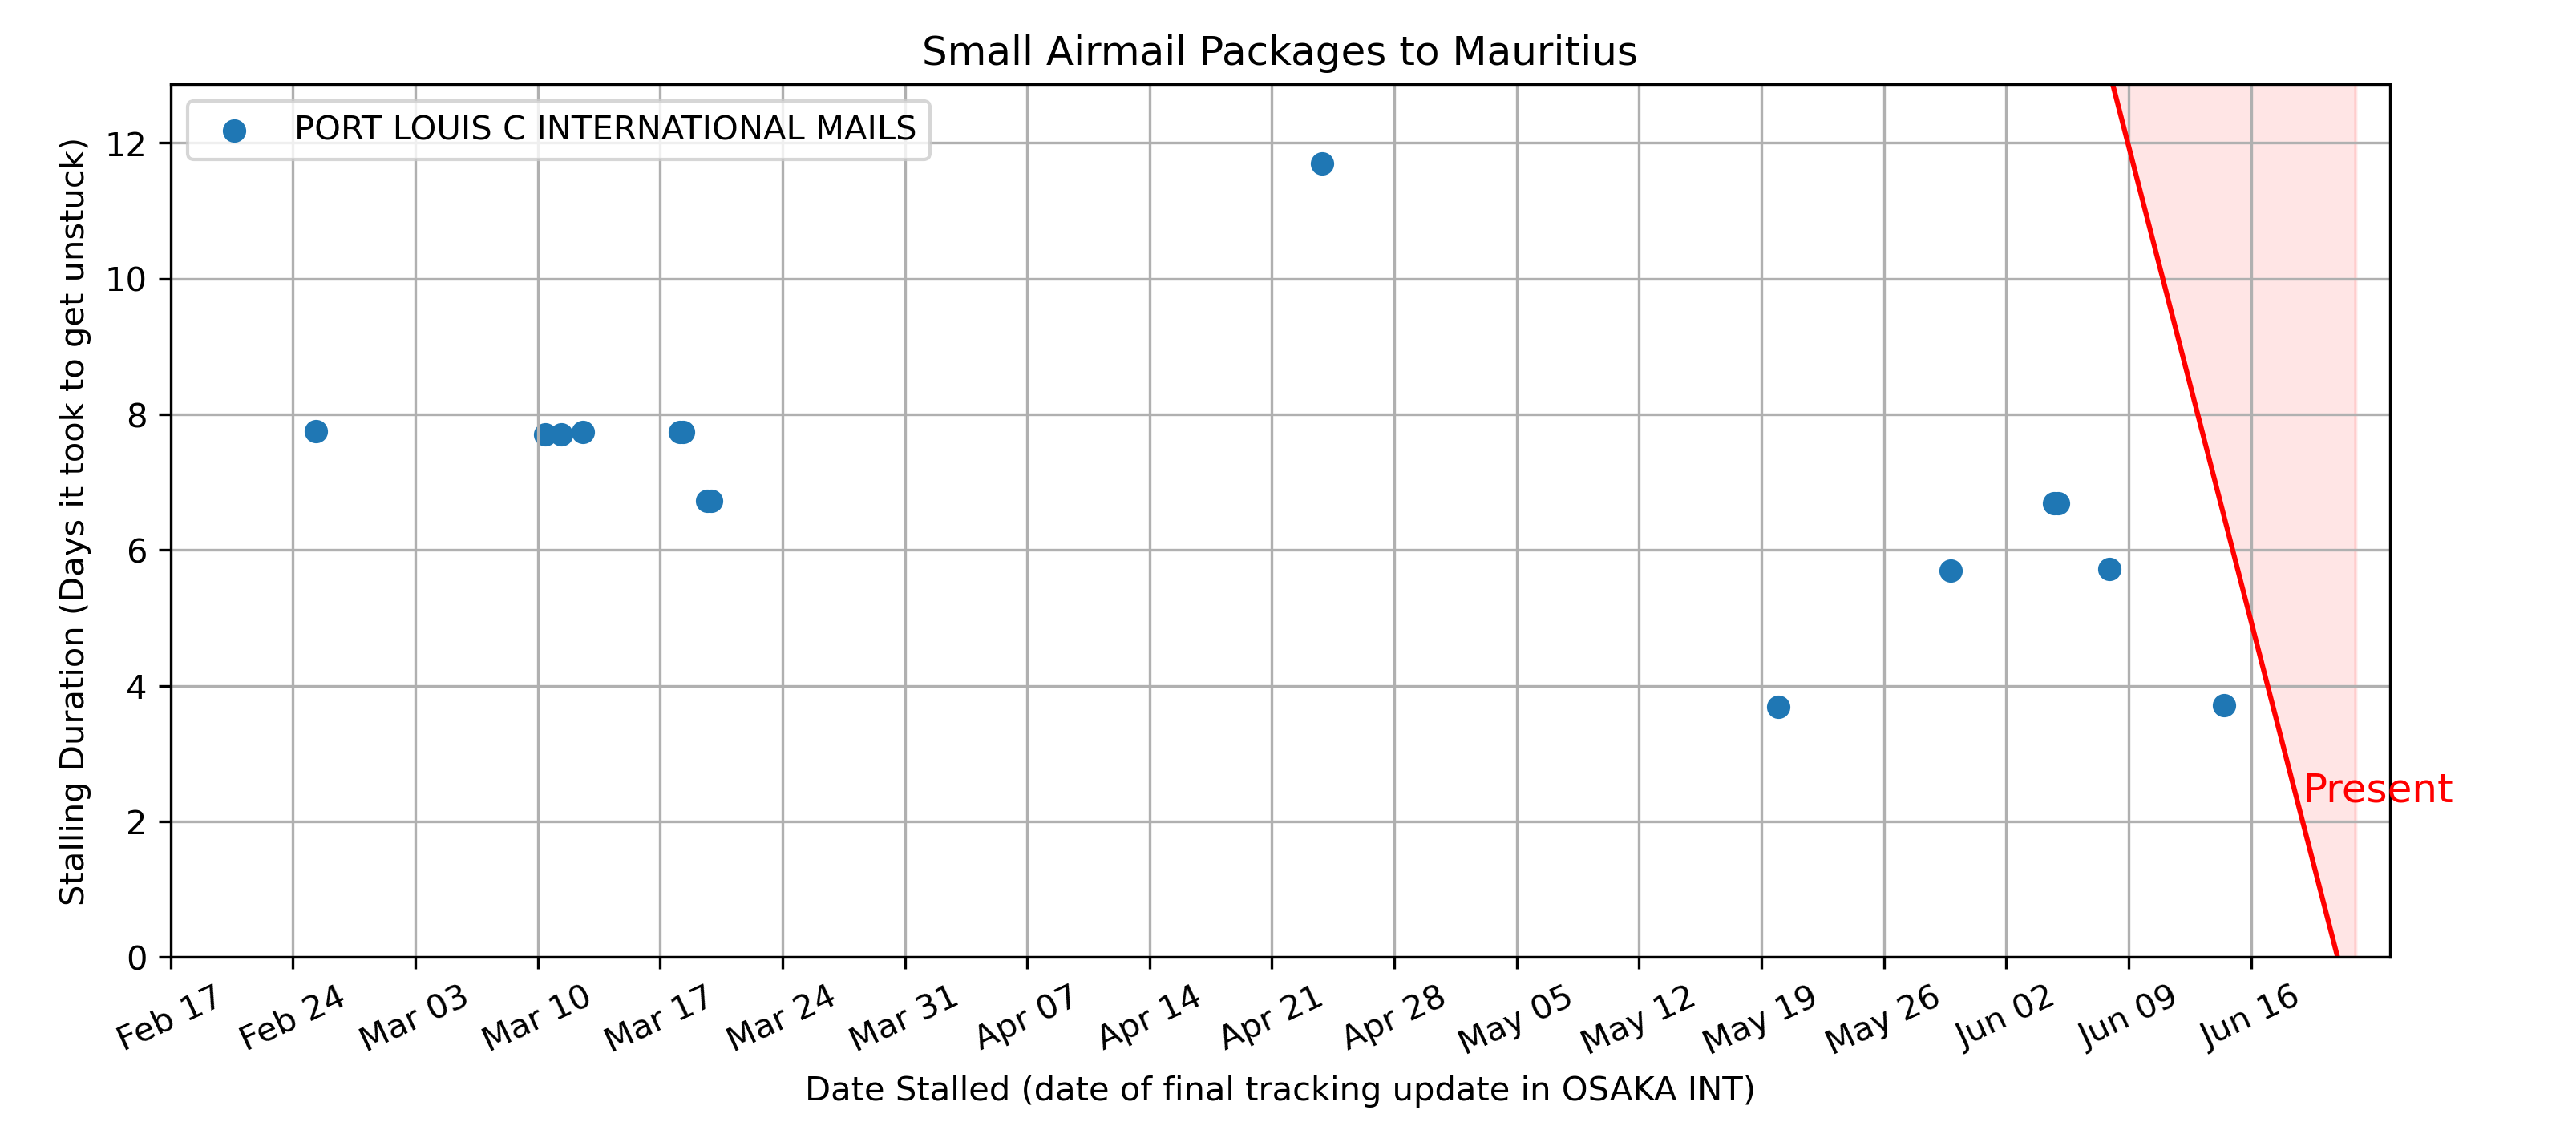 Small Airmail Packages to Mauritius
PORT LOUIS C INTERNATIONAL MAILS
Stalling Duration (Days it took to get unstuck)
12
10
8
6
4
2
0
Present
Feb 17
Feb 24
Mar 03
Mar 10
Mar 17
Mar 24
Mar 31
Apr 07
Apr 14
Apr 21
Apr 28
May 05
May 12
May 19
May 26
Jun 02
Jun 09
Jun 16
Date Stalled (date of final tracking update in OSAKA INT)